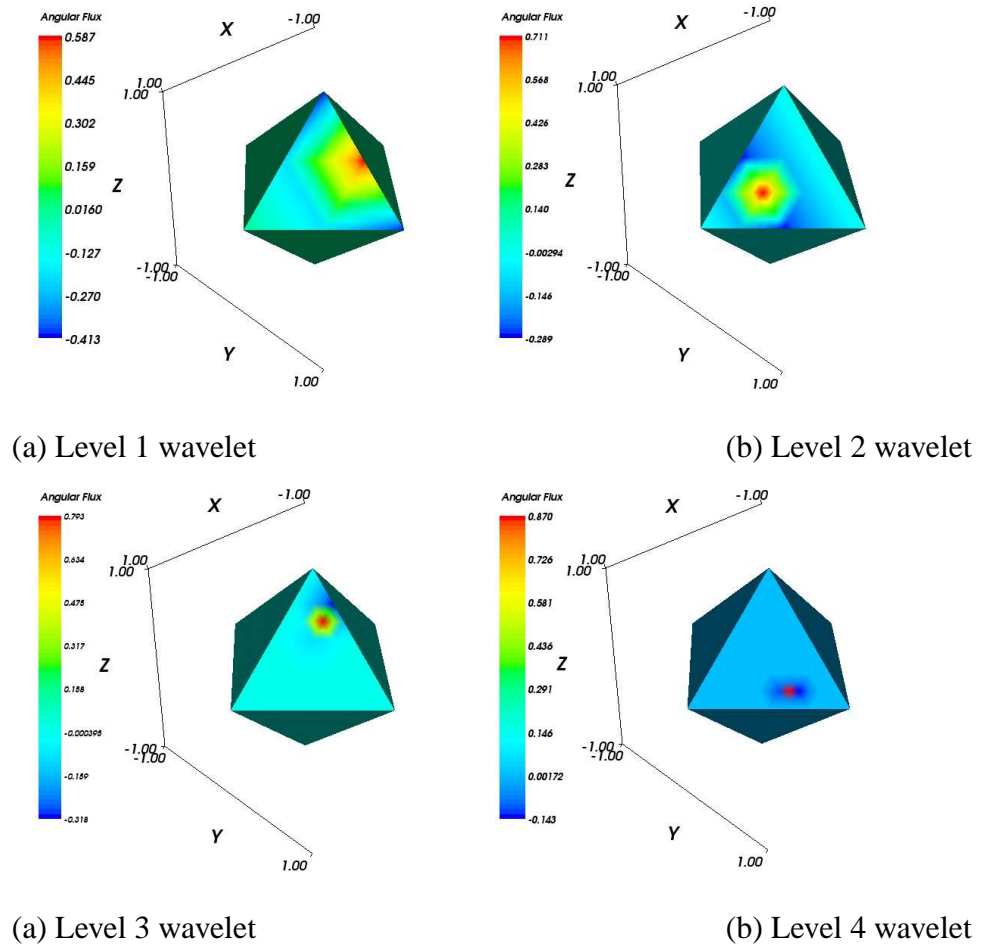 Angular Flux
0.587
0.445
0.302
0.159
0.0160
-0.127
-0.270
-0.413
X
-1.00
1.00
1.00
Z
-1.00
-1.00
Y
1.00
Angular Flux
0.711
0.568
0.426
0.283
0.140
-0.00294
-0.146
-0.289
X
-1.00
1.00
1.00
Z
-1.00
-1.00
Y
1.00
(a) Level 1 wavelet
(b) Level 2 wavelet
Angular Flux
0.793
0.634
0.475
0.317
0.158
-0.000398
-0.159
-0.318
X
-1.00
1.00
1.00
Z
-1.00
-1.00
Y
1.00
Angular Flux
0.870
0.726
0.581
0.436
0.291
0.146
0.00172
-0.143
X
-1.00
1.00
1.00
Z
-1.00
-1.00
Y
1.00
(a) Level 3 wavelet
(b) Level 4 wavelet